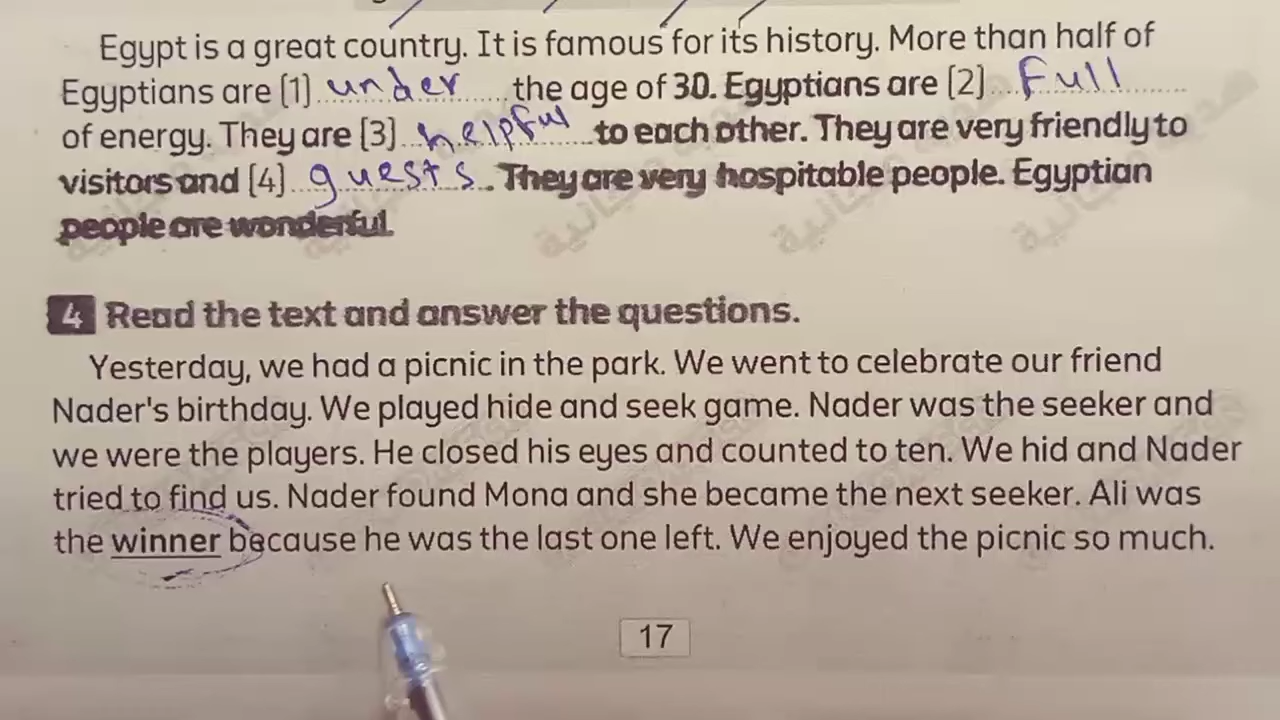 Egypt is a great country. It is famous for its history. More than half of
Egyptians are (1) under the age of 30. Egyptians are (2) Full
of energy. They are (3) helpful to each other. They are very friendly to
visitors and (4) guests. They are very hospitable people. Egyptian
people are wonderful.
4 Read the text and answer the questions.
Yesterday, we had a picnic in the park. We went to celebrate our friend
Nader's birthday. We played hide and seek game. Nader was the seeker and
we were the players. He closed his eyes and counted to ten. We hid and Nader
tried to find us. Nader found Mona and she became the next seeker. Ali was
the winner because he was the last one left. We enjoyed the picnic so much.
17